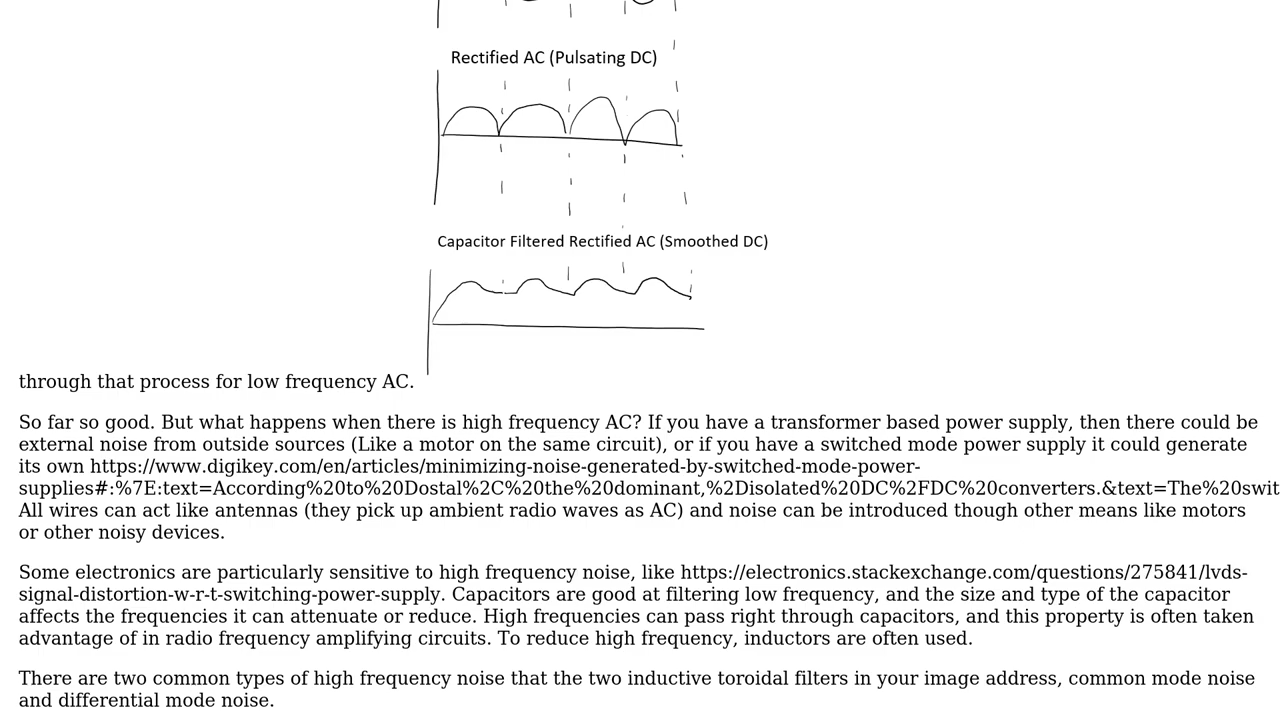 Rectified AC (Pulsating DC)
Capacitor Filtered Rectified AC (Smoothed DC)
through that process for low frequency AC.
So far so good. But what happens when there is high frequency AC? If you have a transformer based power supply, then there could be
external noise from outside sources (Like a motor on the same circuit), or if you have a switched mode power supply it could generate
its own https://www.digikey.com/en/articles/minimizing-noise-generated-by-switched-mode-power-
supplies#:%7E:text=According%20to%20Dostal%2C%20the%20dominant,%2Disolated%20DC%2FDC%20converters.&text=The%20swit
All wires can act like antennas (they pick up ambient radio waves as AC) and noise can be introduced though other means like motors
or other noisy devices.
Some electronics are particularly sensitive to high frequency noise, like https://electronics.stackexchange.com/questions/275841/lvds-
signal-distortion-w-r-t-switching-power-supply. Capacitors are good at filtering low frequency, and the size and type of the capacitor
affects the frequencies it can attenuate or reduce. High frequencies can pass right through capacitors, and this property is often taken
advantage of in radio frequency amplifying circuits. To reduce high frequency, inductors are often used.
There are two common types of high frequency noise that the two inductive toroidal filters in your image address, common mode noise
and differential mode noise.